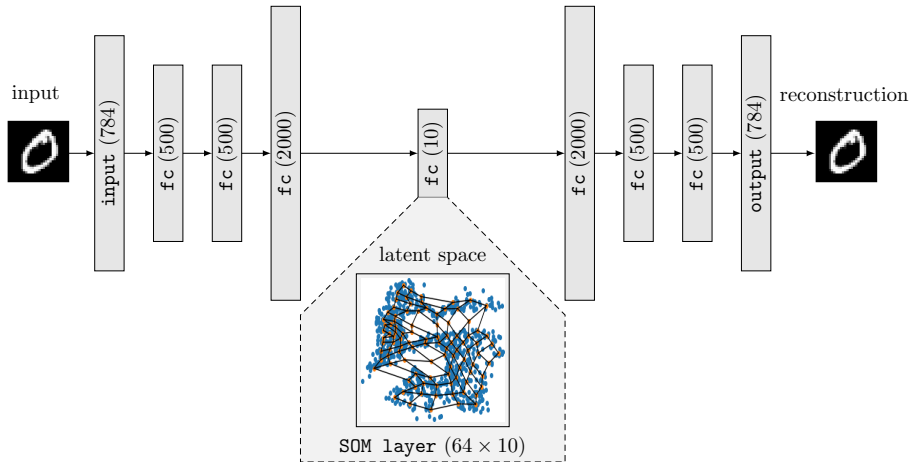 input
input (784)
fc (500)
fc (500)
fc (2000)
fc (10)
fc (2000)
fc (500)
fc (500)
output (784)
reconstruction
latent space
SOM layer (64 × 10)